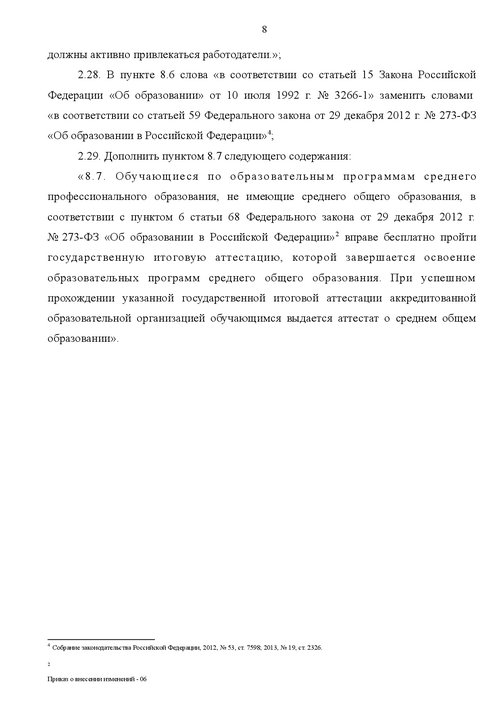 8
должны активно привлекаться работодатели.»;
2.28. В пункте 8.6 слова «в соответствии со статьей 15 Закона Российской
Федерации «Об образовании» от 10 июля 1992 г. № 3266-1» заменить словами
«в соответствии со статьей 59 Федерального закона от 29 декабря 2012 г. № 273-ФЗ
«Об образовании в Российской Федерации»⁴;
2.29. Дополнить пунктом 8.7 следующего содержания:
«8.7. Обучающиеся по образовательным программам среднего
профессионального образования, не имеющие среднего общего образования, в
соответствии с пунктом 6 статьи 68 Федерального закона от 29 декабря 2012 г.
№ 273-ФЗ «Об образовании в Российской Федерации»² вправе бесплатно пройти
государственную итоговую аттестацию, которой завершается освоение
образовательных программ среднего общего образования. При успешном
прохождении указанной государственной итоговой аттестации аккредитованной
образовательной организацией обучающимся выдается аттестат о среднем общем
образовании».
⁴ Собрание законодательства Российской Федерации, 2012, № 53, ст. 7598; 2013, № 19, ст. 2326.
²
Приказ о внесении изменений - 06